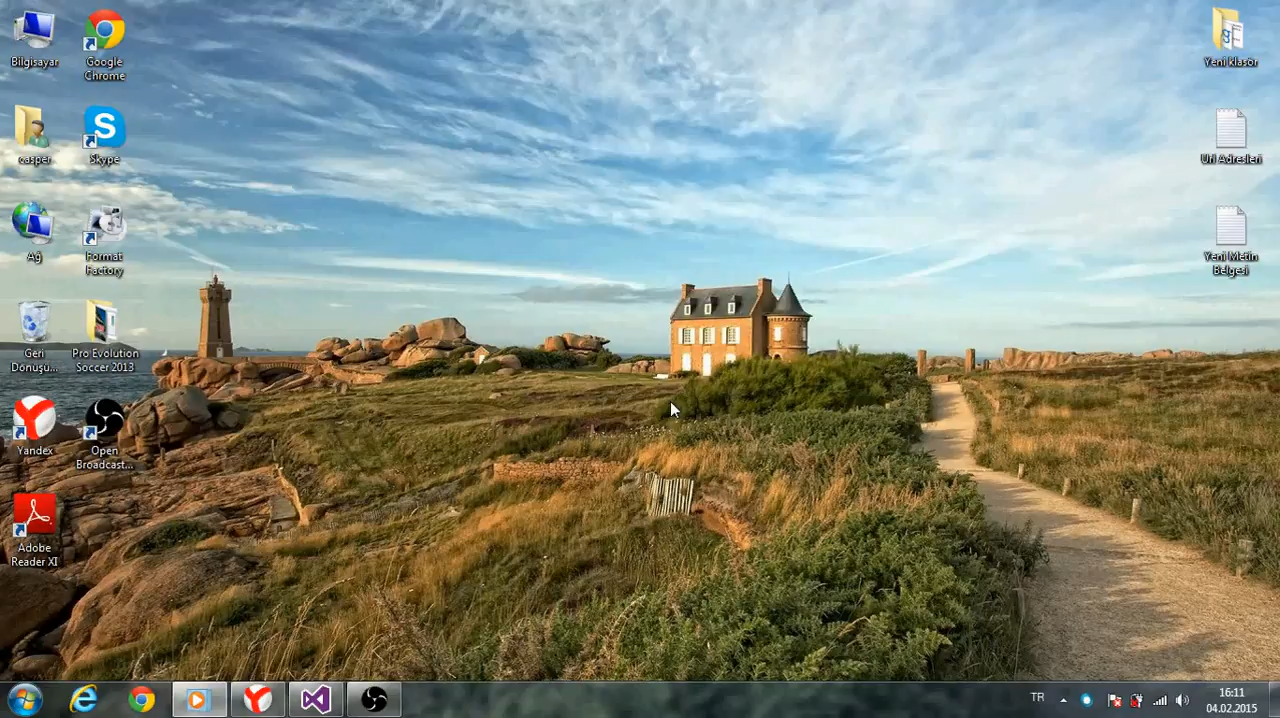 Bilgisayar
Google
Chrome
casper
Skype
Ağ
Format
Factory
Geri
Dönüşü...
Pro Evolution
Soccer 2013
Yandex
Open
Broadcast...
Adobe
Reader XI
Yeni klasör
Url Adresleri
Yeni Metin
Belgesi
TR
16:11
04.02.2015